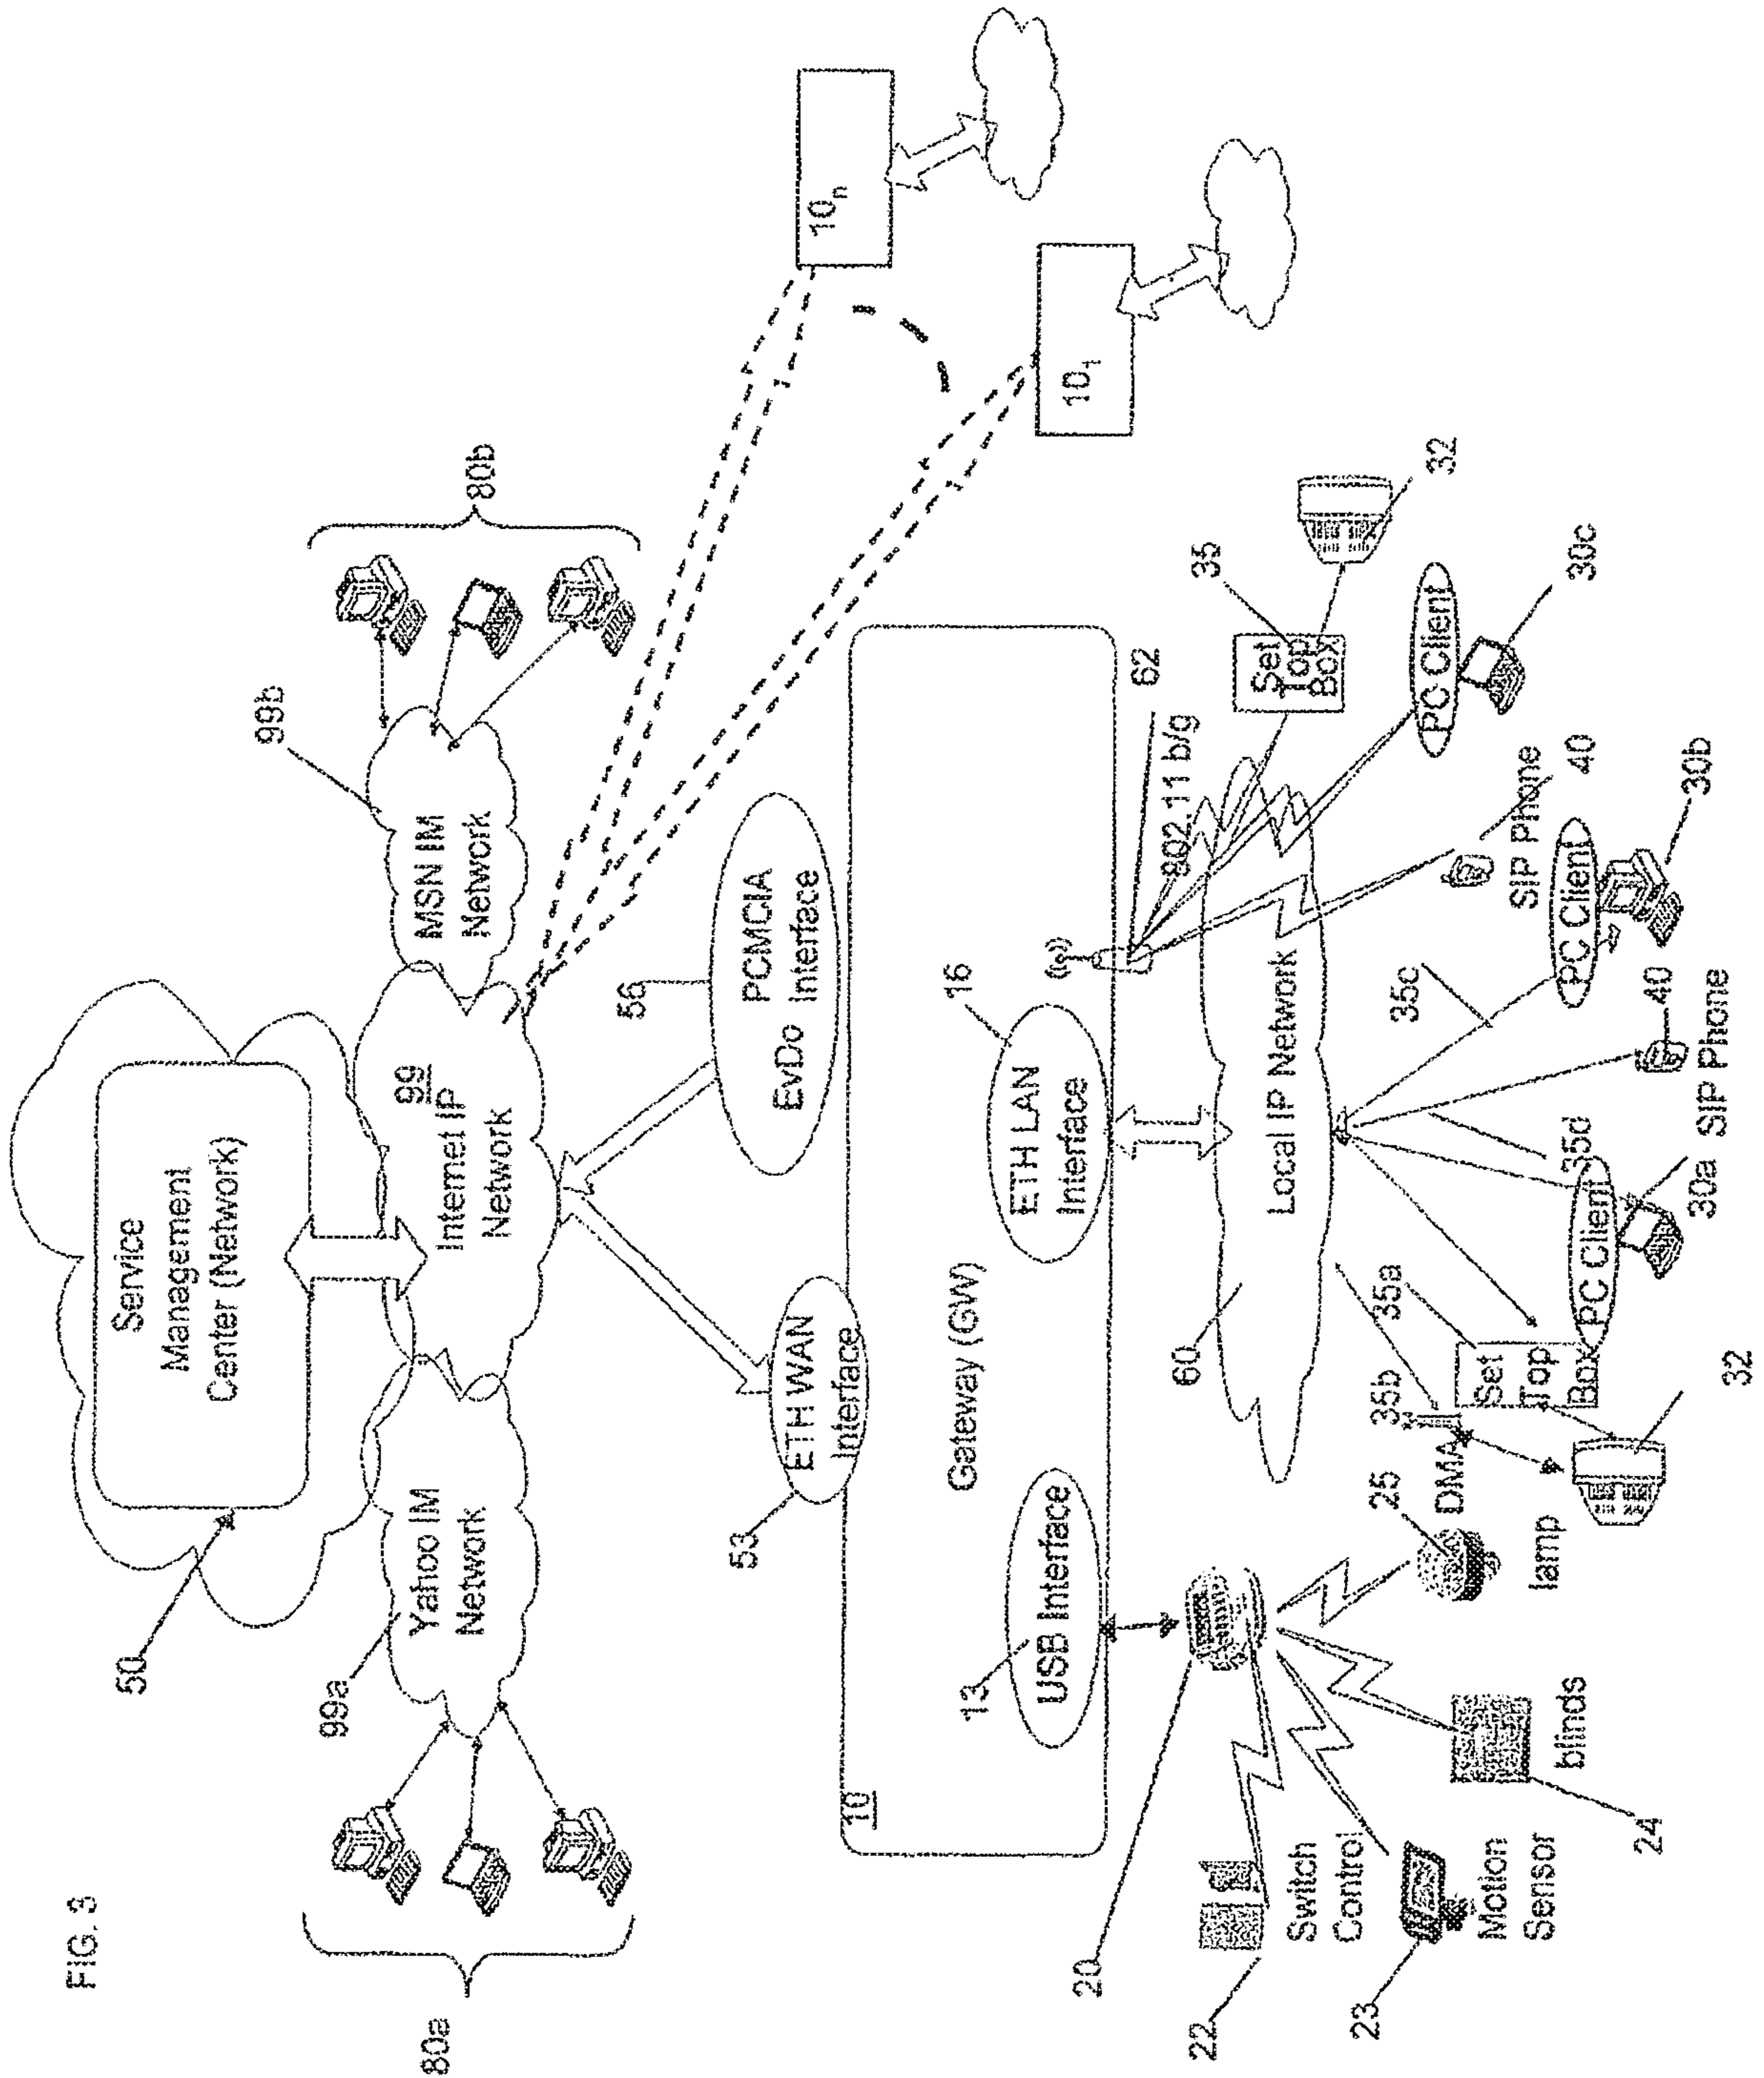 FIG. 3
50
Service
Management
Center (Network)
99a
Yahoo IM
Network
99
Internet IP
Network
99b
MSN IM
Network
80a
80b
53
ETH WAN
Interface
56
PCMCIA
EvDo Interface
10
Gateway (GW)
13
USB Interface
16
ETH LAN
Interface
62
802.11 b/g
10n
101
60
Local IP Network
20
22
Switch
Control
23
Motion
Sensor
24
blinds
25
lamp
DMA
35b
35a
Set
Top
Box
32
PC Client
30a
35d
SIP Phone
40
35c
PC Client
30b
SIP Phone
40
PC Client
30c
35
Set
Top
Box
32